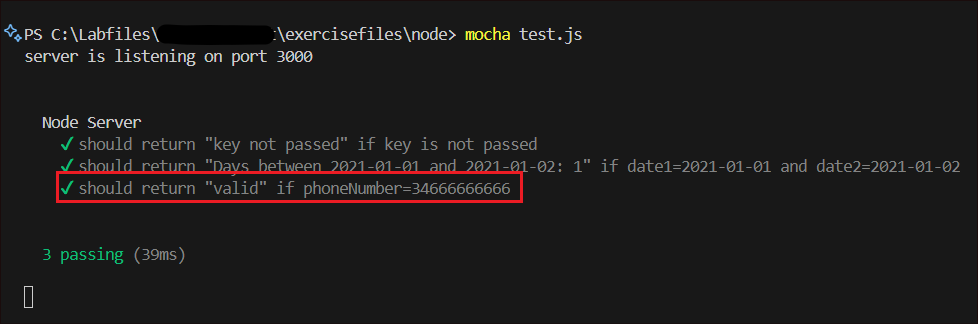 PS C:\Labfiles\ t\exercisefiles\node> mocha test.js
server is listening on port 3000
Node Server
✓ should return "key not passed" if key is not passed
✓ should return "Days between 2021-01-01 and 2021-01-02: 1" if date1=2021-01-01 and date2=2021-01-02
✓ should return "valid" if phoneNumber=34666666666
3 passing (39ms)